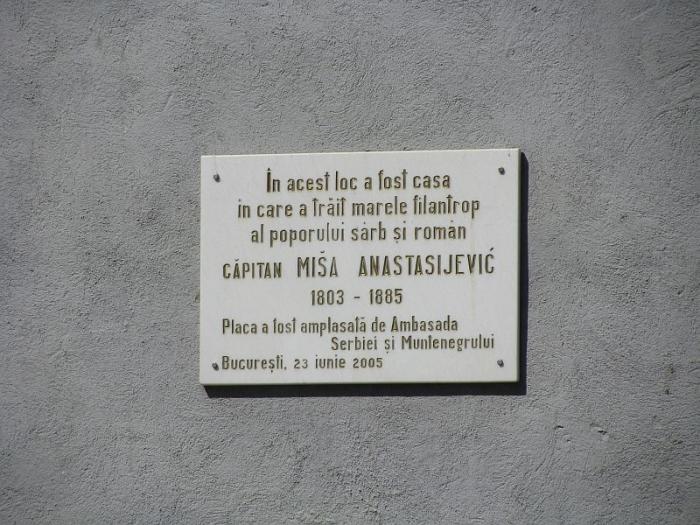 În acest loc a fost casa
in care a trăit marele filantrop
al poporului sârb și român
CĂPITAN MIŠA ANASTASIJEVIĆ
1803 - 1885
Placa a fost amplasată de Ambasada
Serbiei și Muntenegrului
București, 23 iunie 2005